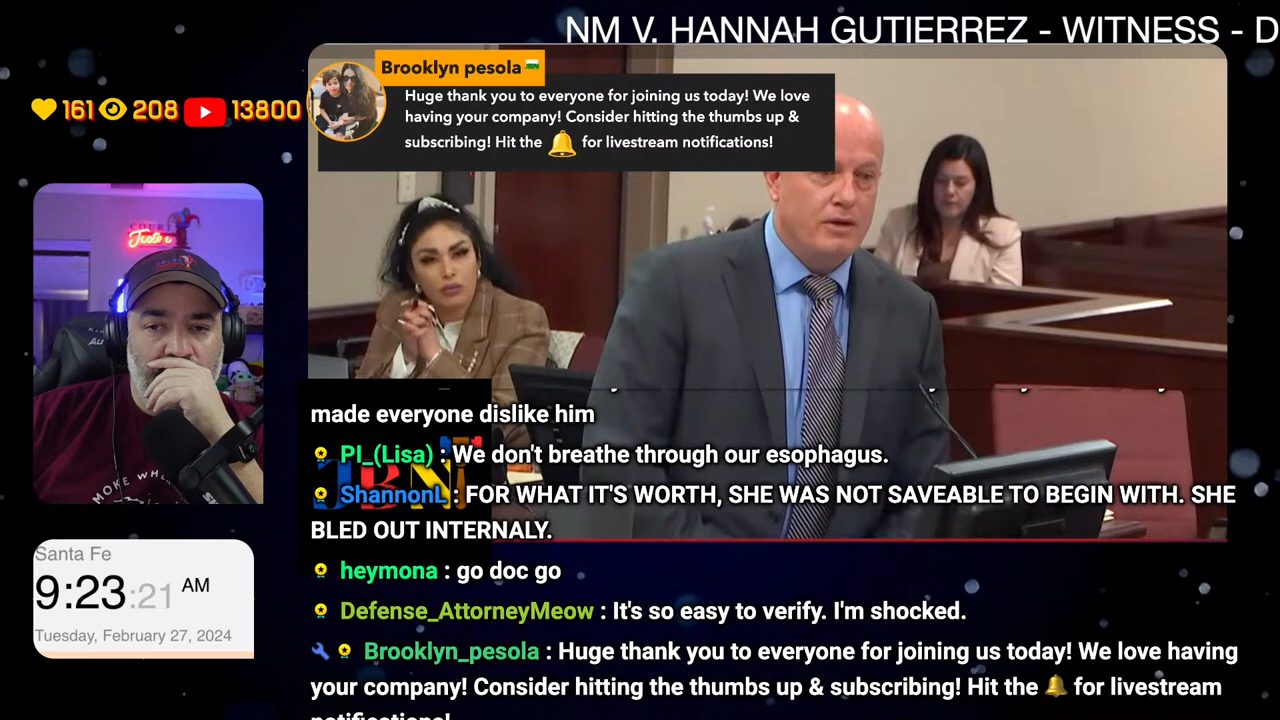 NM V. HANNAH GUTIERREZ - WITNESS - D
Brooklyn pesola
Huge thank you to everyone for joining us today! We love
having your company! Consider hitting the thumbs up &
subscribing! Hit the 🔔 for livestream notifications!
161 208 13800
COURT
made everyone dislike him
PI_(Lisa) : We don't breathe through our esophagus.
JBN
ShannonL : FOR WHAT IT'S WORTH, SHE WAS NOT SAVEABLE TO BEGIN WITH. SHE
BLED OUT INTERNALY.
heymona : go doc go
Defense_AttorneyMeow : It's so easy to verify. I'm shocked.
Brooklyn_pesola : Huge thank you to everyone for joining us today! We love having
your company! Consider hitting the thumbs up & subscribing! Hit the 🔔 for livestream
notifications!
Santa Fe
9:23:21 AM
Tuesday, February 27, 2024